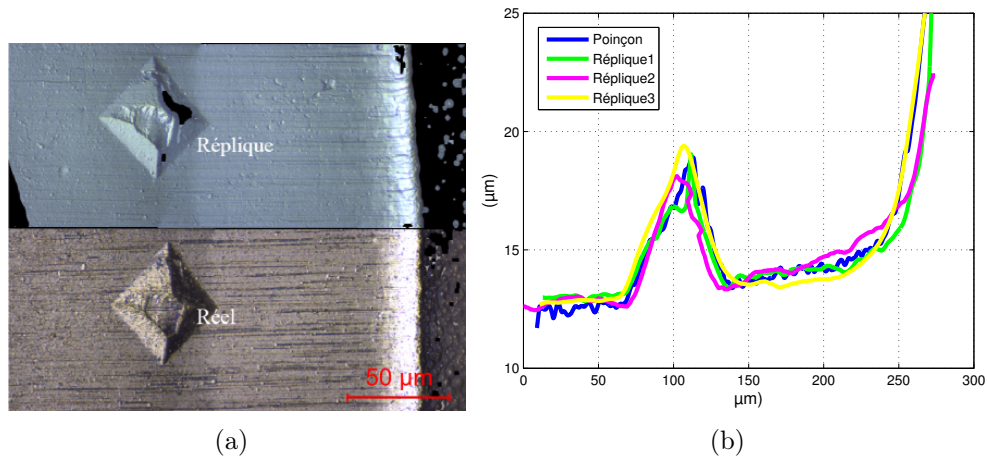 Réplique
Réel
50 µm
(a)
25
20
15
10
(µm)
0
50
100
150
200
250
300
µm)
Poinçon
Réplique1
Réplique2
Réplique3
(b)